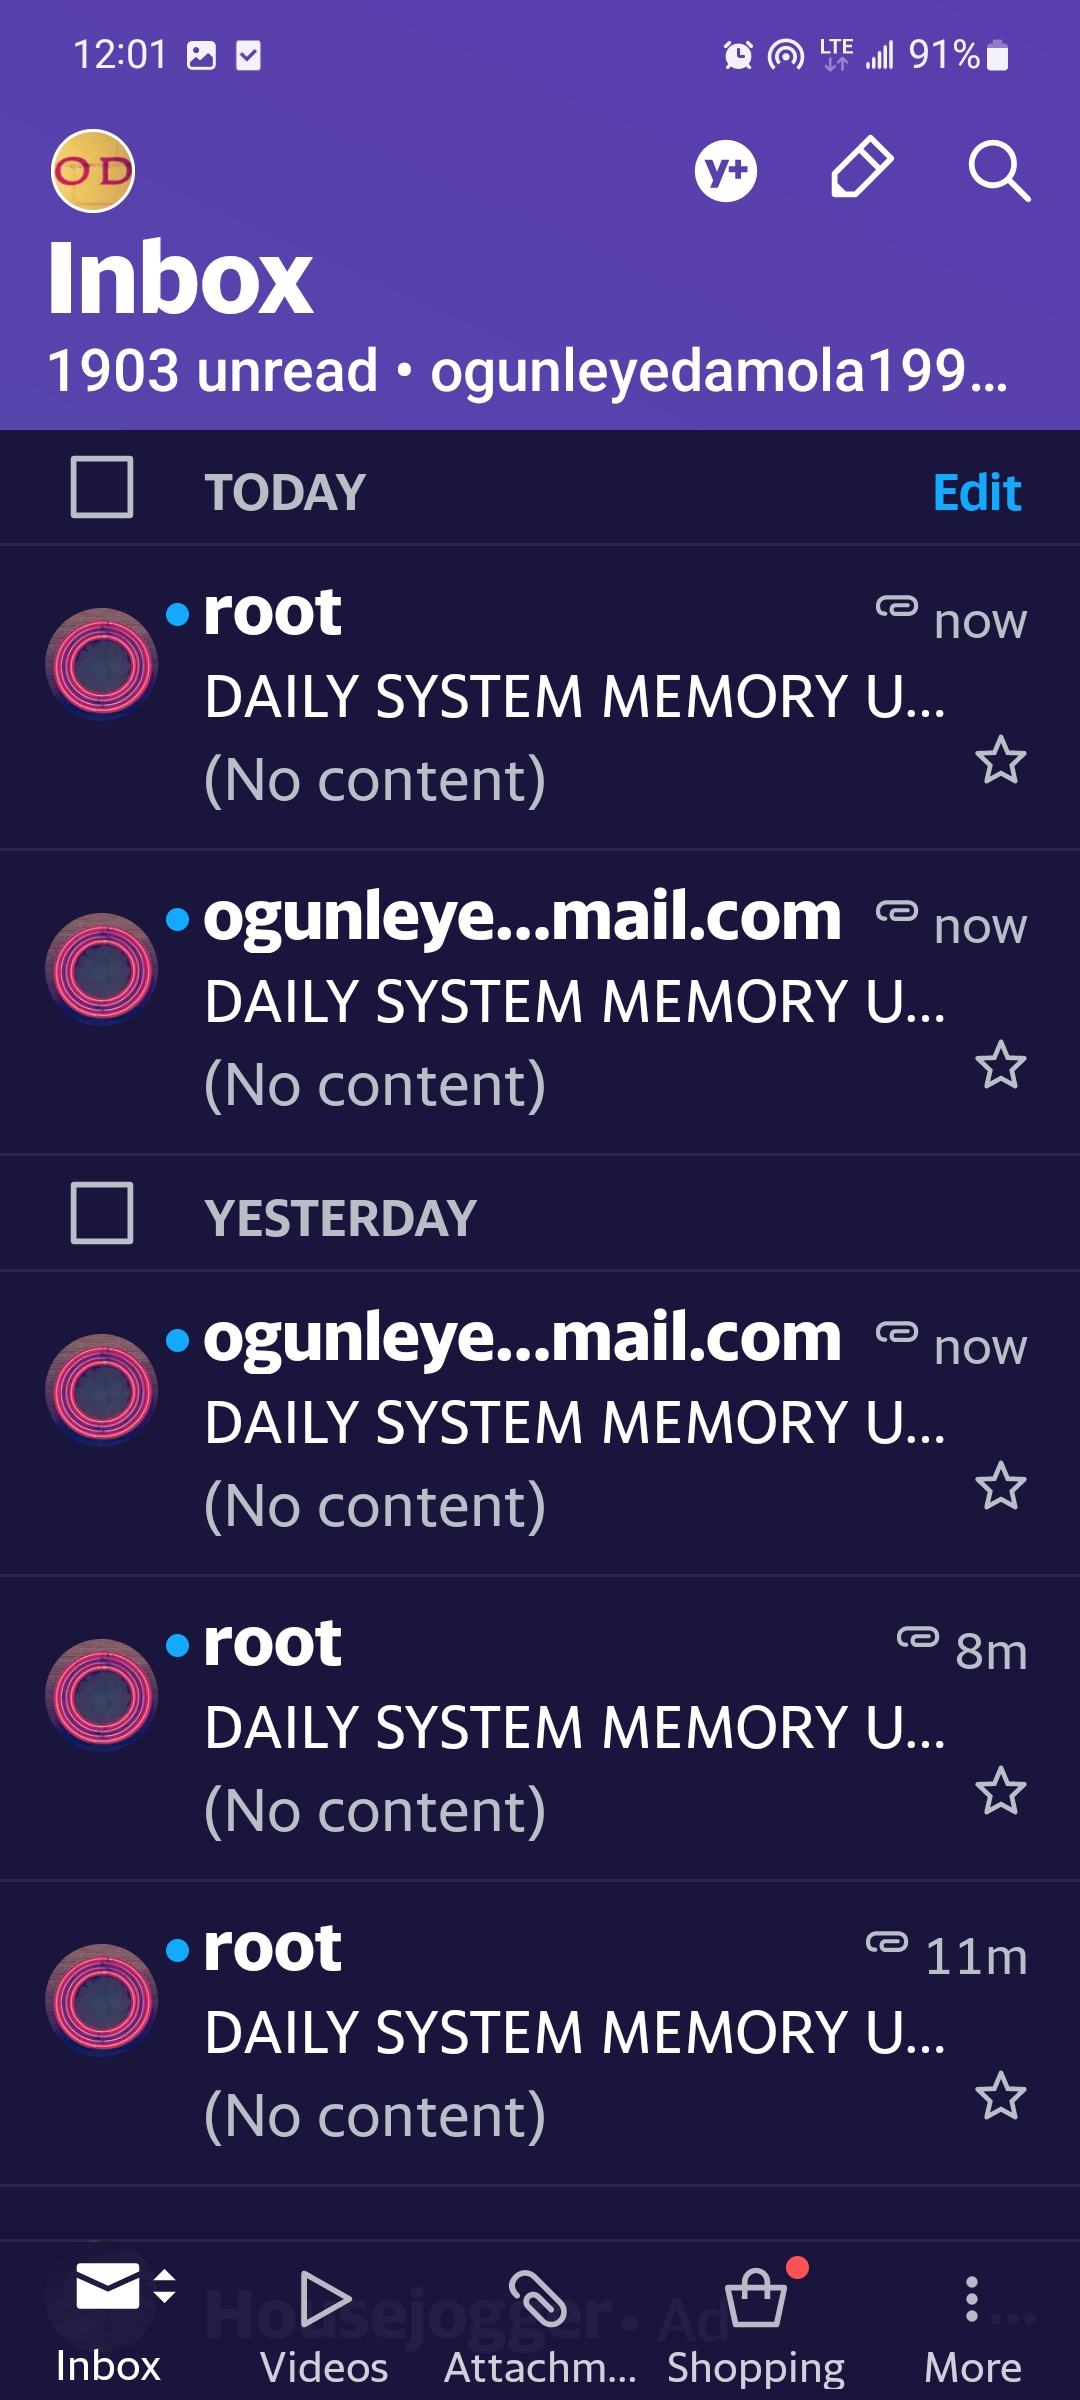 12:01 LTE 91%
OD
y+
Inbox
1903 unread • ogunleyedamola199...
TODAY Edit
root now
DAILY SYSTEM MEMORY U...
(No content)
ogunleye...mail.com now
DAILY SYSTEM MEMORY U...
(No content)
YESTERDAY
ogunleye...mail.com now
DAILY SYSTEM MEMORY U...
(No content)
root 8m
DAILY SYSTEM MEMORY U...
(No content)
root 11m
DAILY SYSTEM MEMORY U...
(No content)
Housejogger • Ad
Inbox Videos Attachm... Shopping More